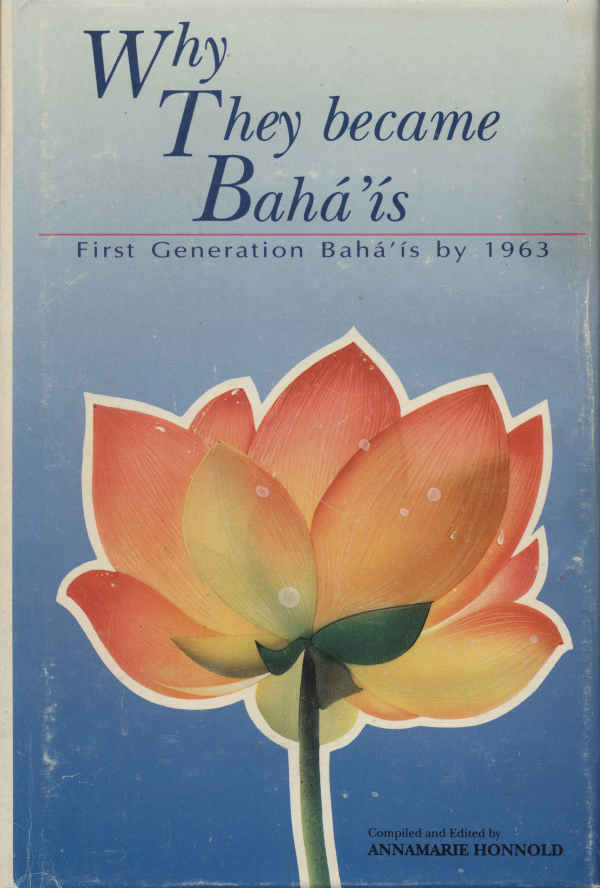 Why
They became
Bahá'ís
First Generation Bahá'ís by 1963
Compiled and Edited by
ANNAMARIE HONNOLD